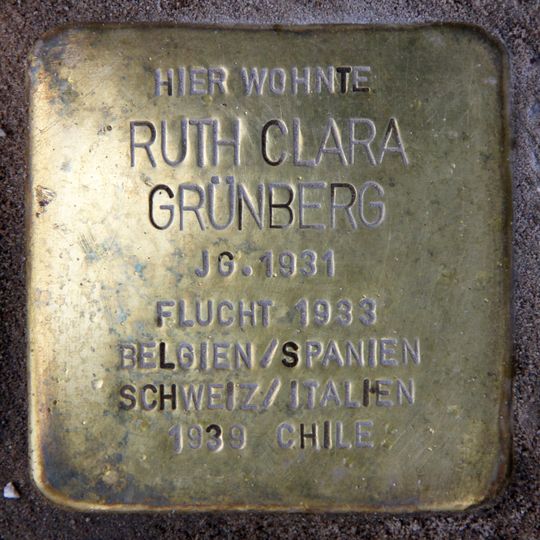 HIER WOHNTE
RUTH CLARA
GRÜNBERG
JG. 1931
FLUCHT 1933
BELGIEN/SPANIEN
SCHWEIZ/ITALIEN
1939 CHILE